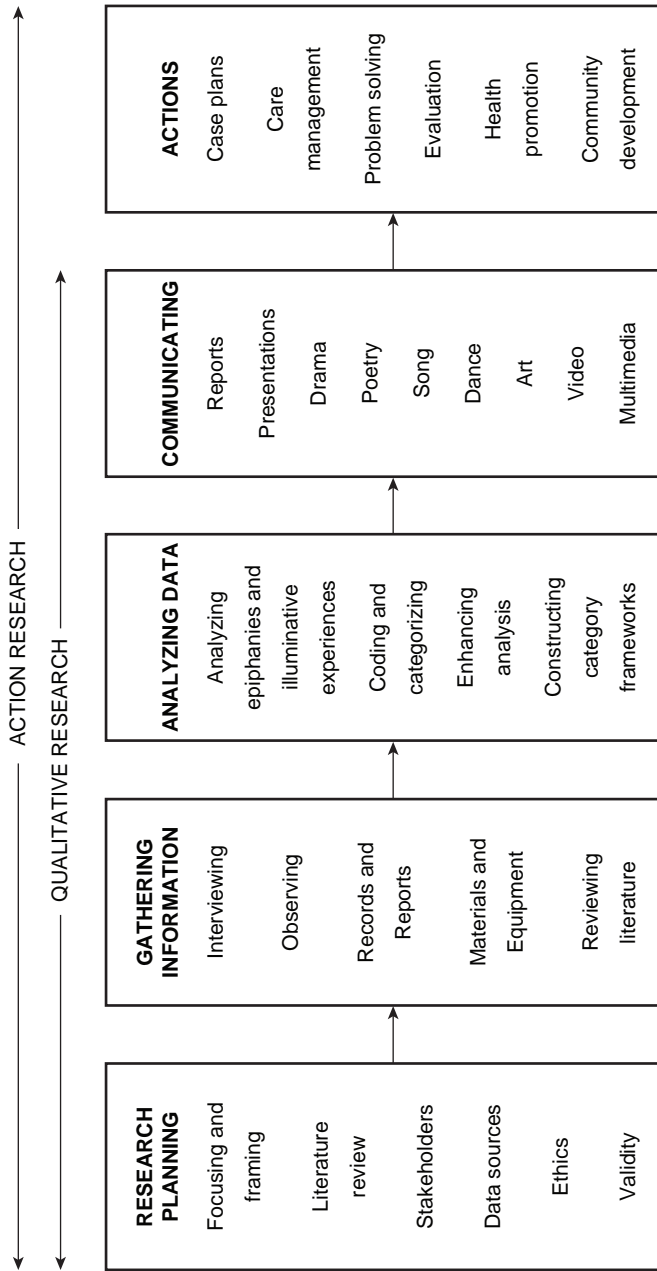 ACTION RESEARCH
QUALITATIVE RESEARCH
RESEARCH
PLANNING
Focusing and
framing
Literature
review
Stakeholders
Data sources
Ethics
Validity
GATHERING
INFORMATION
Interviewing
Observing
Records and
Reports
Materials and
Equipment
Reviewing
literature
ANALYZING DATA
Analyzing
epiphanies and
illuminative
experiences
Coding and
categorizing
Enhancing
analysis
Constructing
category
frameworks
COMMUNICATING
Reports
Presentations
Drama
Poetry
Song
Dance
Art
Video
Multimedia
ACTIONS
Case plans
Care
management
Problem solving
Evaluation
Health
promotion
Community
development